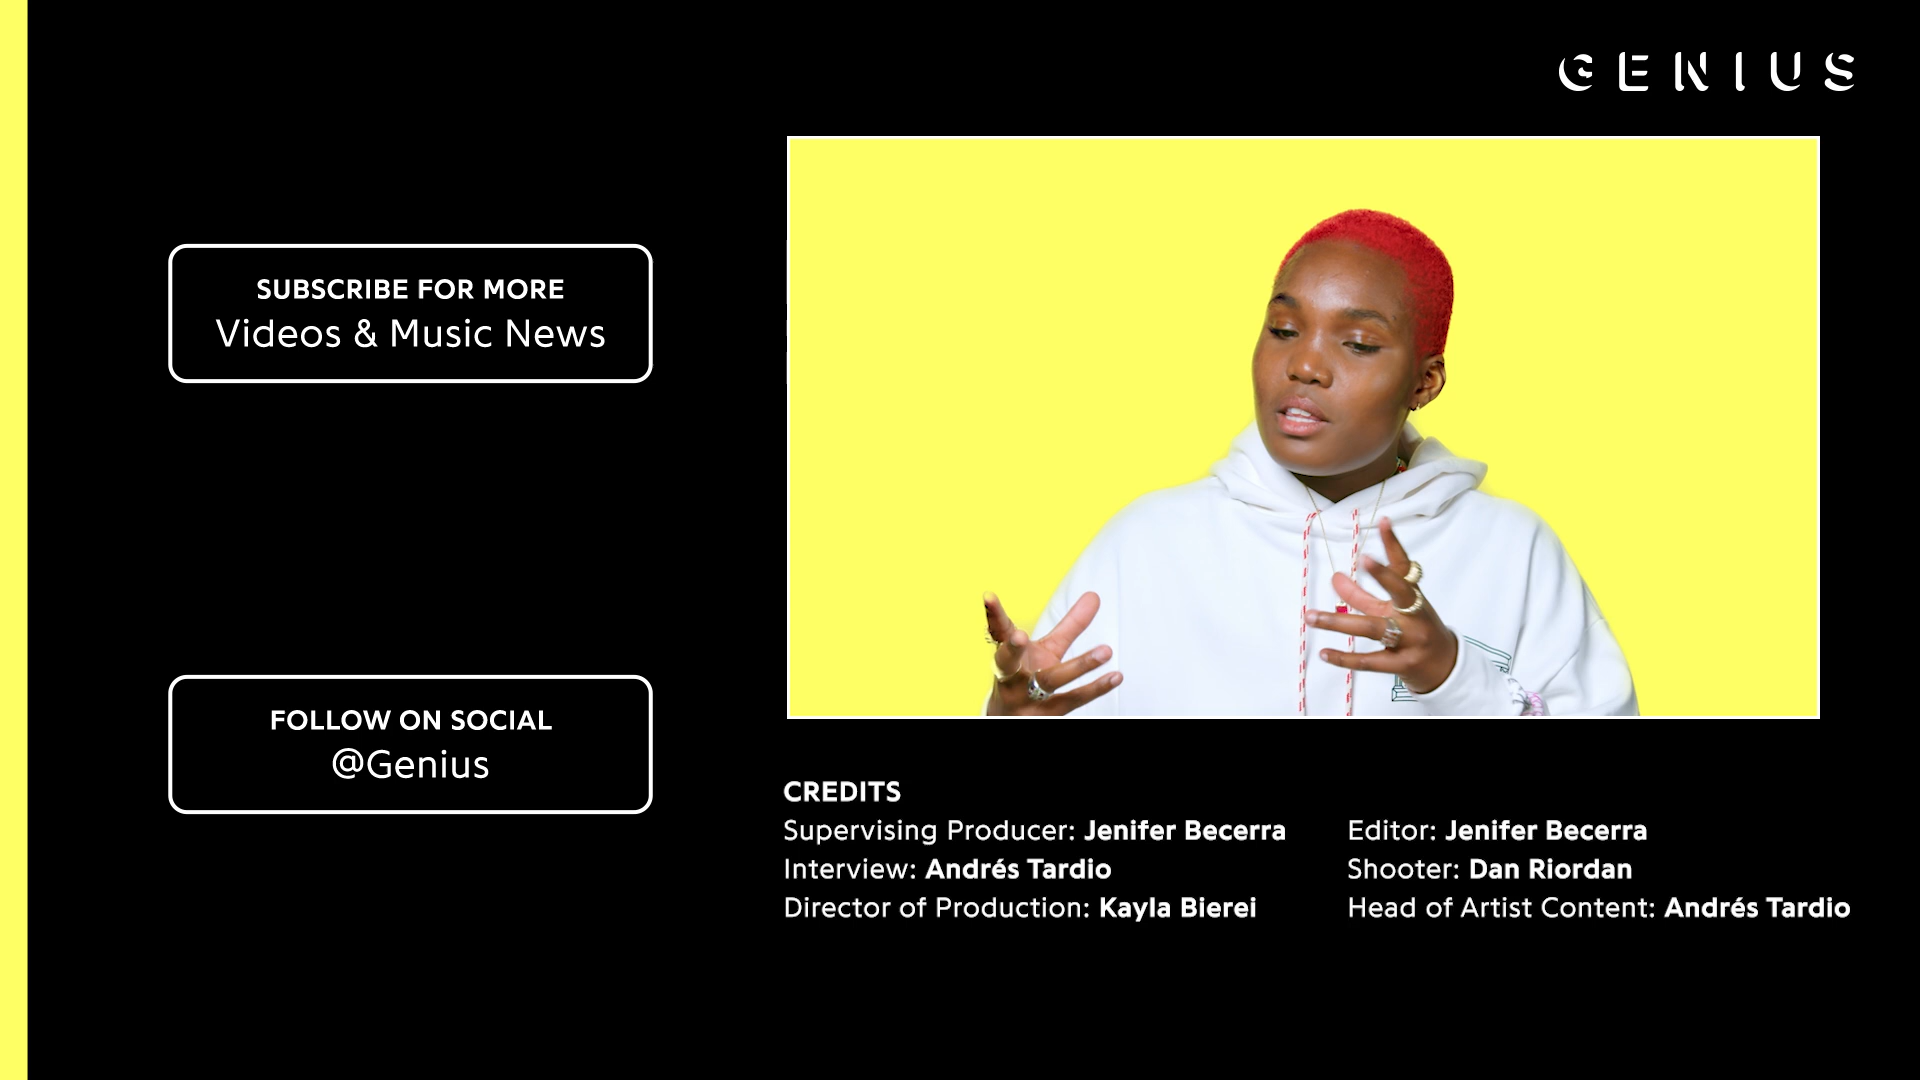 GENIUS
SUBSCRIBE FOR MORE
Videos & Music News
FOLLOW ON SOCIAL
@Genius
CREDITS
Supervising Producer: Jenifer Becerra
Interview: Andrés Tardio
Director of Production: Kayla Bierei
Editor: Jenifer Becerra
Shooter: Dan Riordan
Head of Artist Content: Andrés Tardio